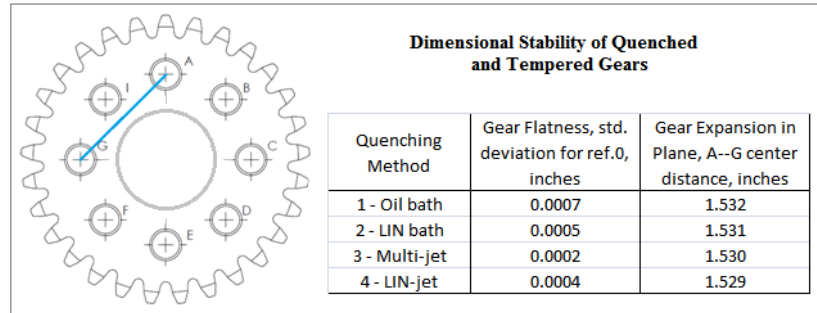 Dimensional Stability of Quenched
and Tempered Gears
A
B
C
D
E
F
G
I
Quenching
Method
Gear Flatness, std.
deviation for ref.0,
inches
Gear Expansion in
Plane, A--G center
distance, inches
1 - Oil bath 0.0007 1.532
2 - LIN bath 0.0005 1.531
3 - Multi-jet 0.0002 1.530
4 - LIN-jet 0.0004 1.529